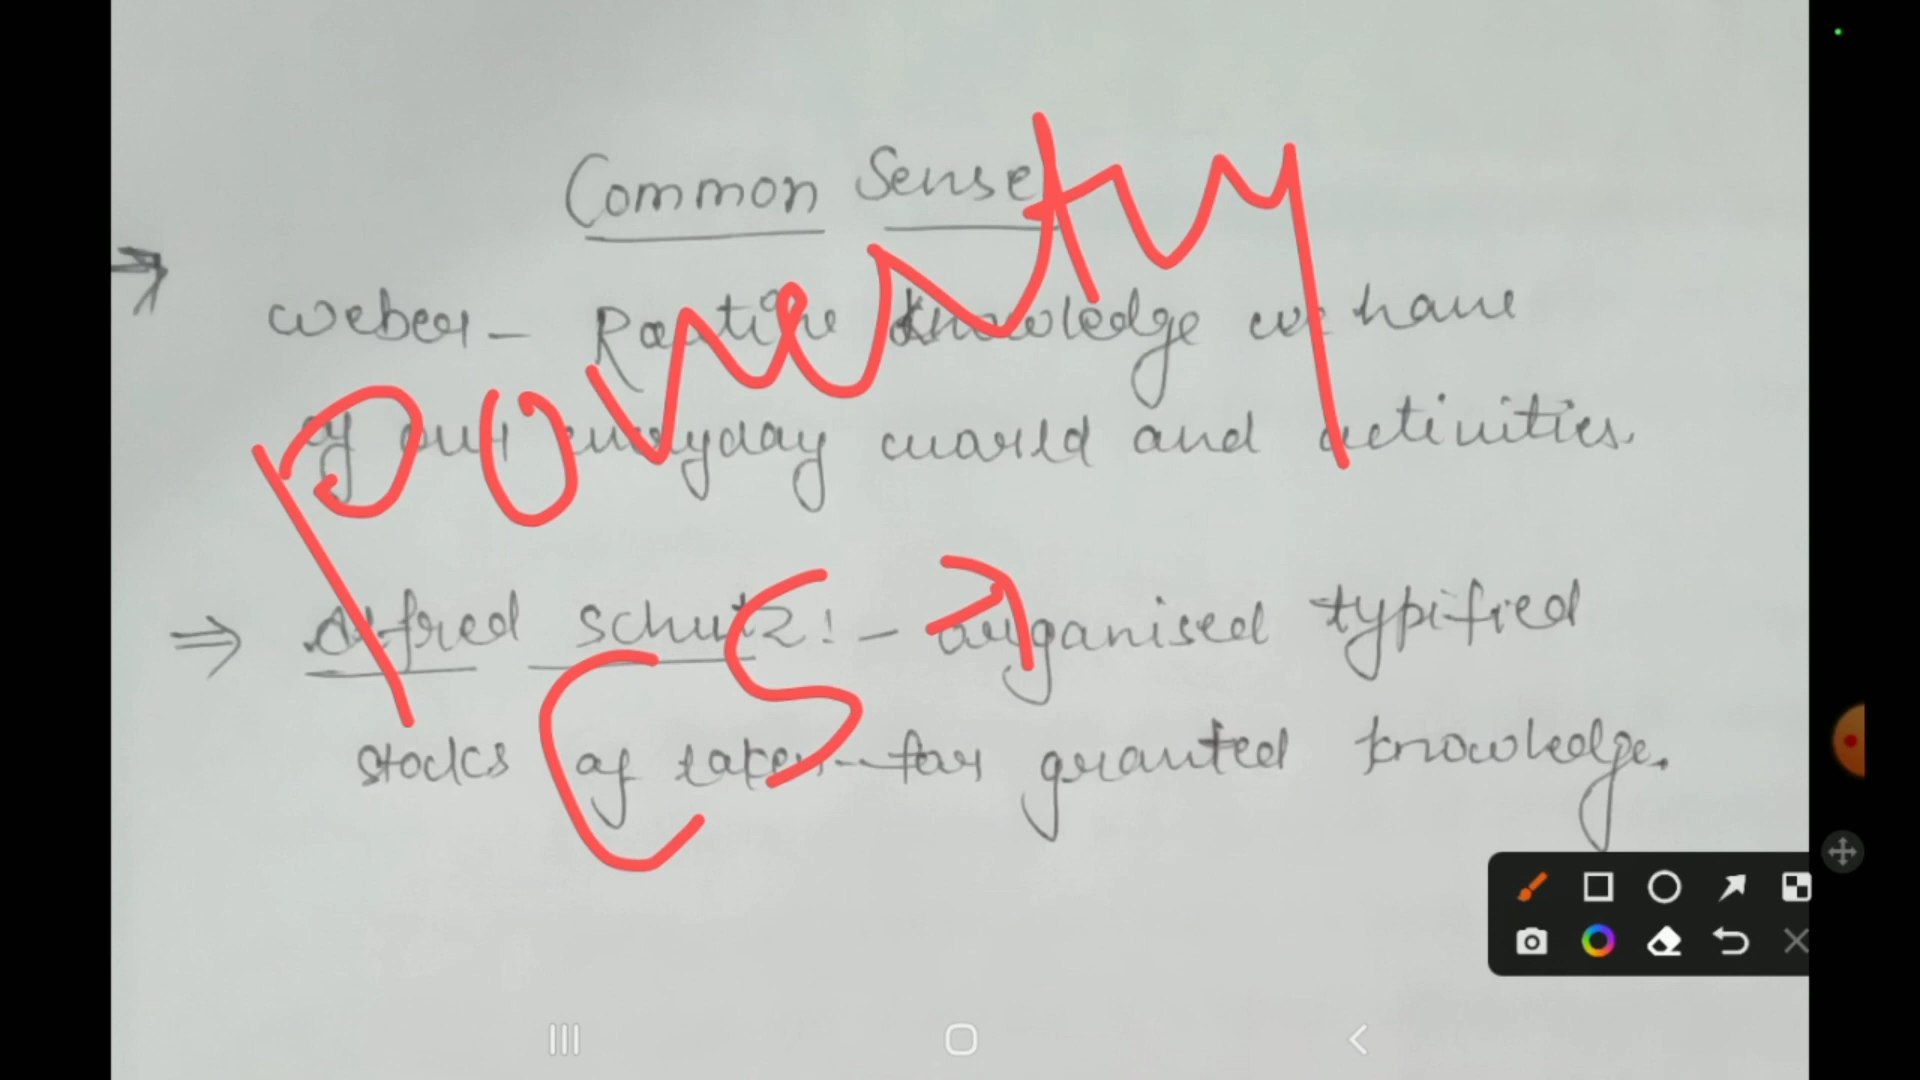 Common Sense
→ Weber - Routine knowledge we have
of our everyday world and activities.
⇒ Alfred Schutz! - organised typified
stocks of taken-for granted knowledge.
Poverty
CS →